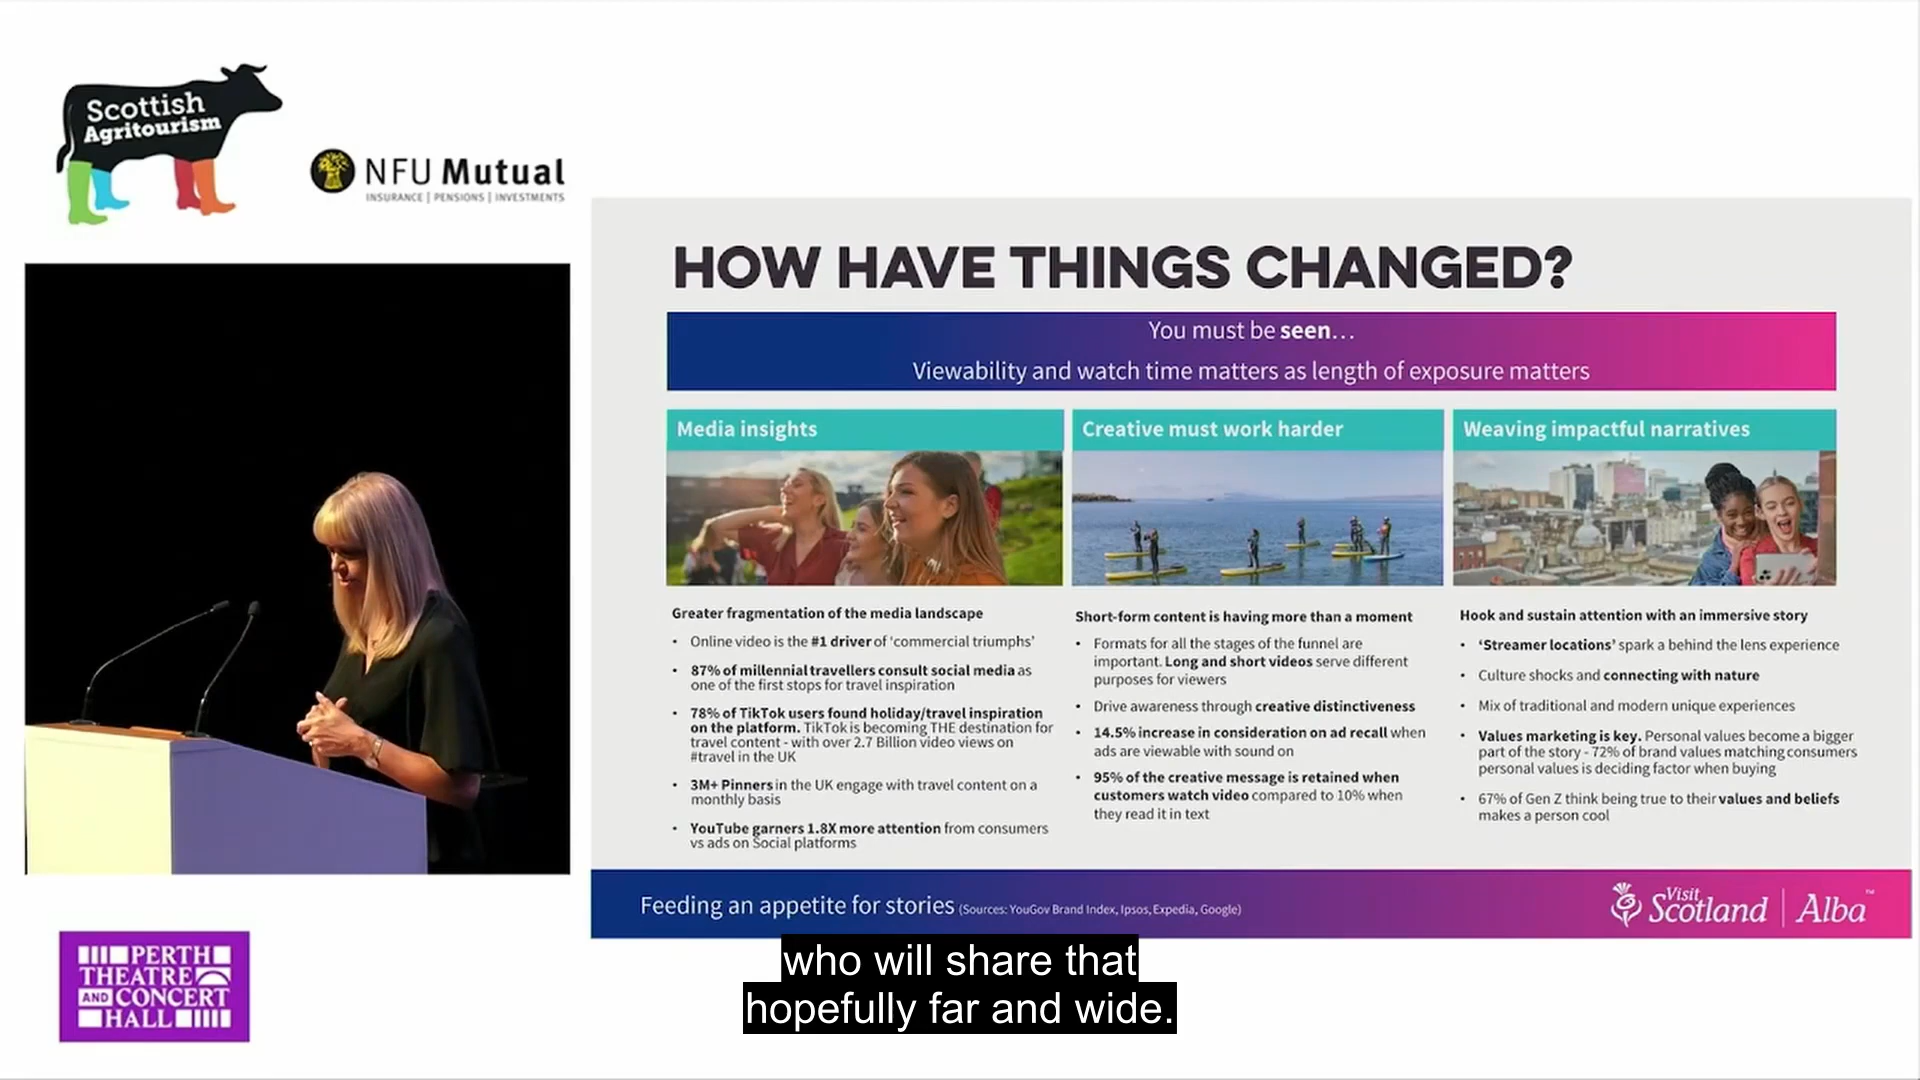 Scottish
Agritourism
NFU Mutual
INSURANCE | PENSIONS | INVESTMENTS
HOW HAVE THINGS CHANGED?
You must be seen…
Viewability and watch time matters as length of exposure matters
Media insights
Greater fragmentation of the media landscape
• Online video is the #1 driver of ‘commercial triumphs’
• 87% of millennial travellers consult social media as
one of the first stops for travel inspiration
• 78% of TikTok users found holiday/travel inspiration
on the platform. TikTok is becoming THE destination for
travel content - with over 2.7 Billion video views on
#travel in the UK
• 3M+ Pinners in the UK engage with travel content on a
monthly basis
• YouTube garners 1.8X more attention from consumers
vs ads on Social platforms
Creative must work harder
Short-form content is having more than a moment
• Formats for all the stages of the funnel are
important. Long and short videos serve different
purposes for viewers
• Drive awareness through creative distinctiveness
• 14.5% increase in consideration on ad recall when
ads are viewable with sound on
• 95% of the creative message is retained when
customers watch video compared to 10% when
they read it in text
Weaving impactful narratives
Hook and sustain attention with an immersive story
• ‘Streamer locations’ spark a behind the lens experience
• Culture shocks and connecting with nature
• Mix of traditional and modern unique experiences
• Values marketing is key. Personal values become a bigger
part of the story - 72% of brand values matching consumers
personal values is deciding factor when buying
• 67% of Gen Z think being true to their values and beliefs
makes a person cool
Feeding an appetite for stories (Sources: YouGov Brand Index, Ipsos, Expedia, Google)
Visit
Scotland | Alba™
PERTH
THEATRE
AND CONCERT
HALL
who will share that
hopefully far and wide.